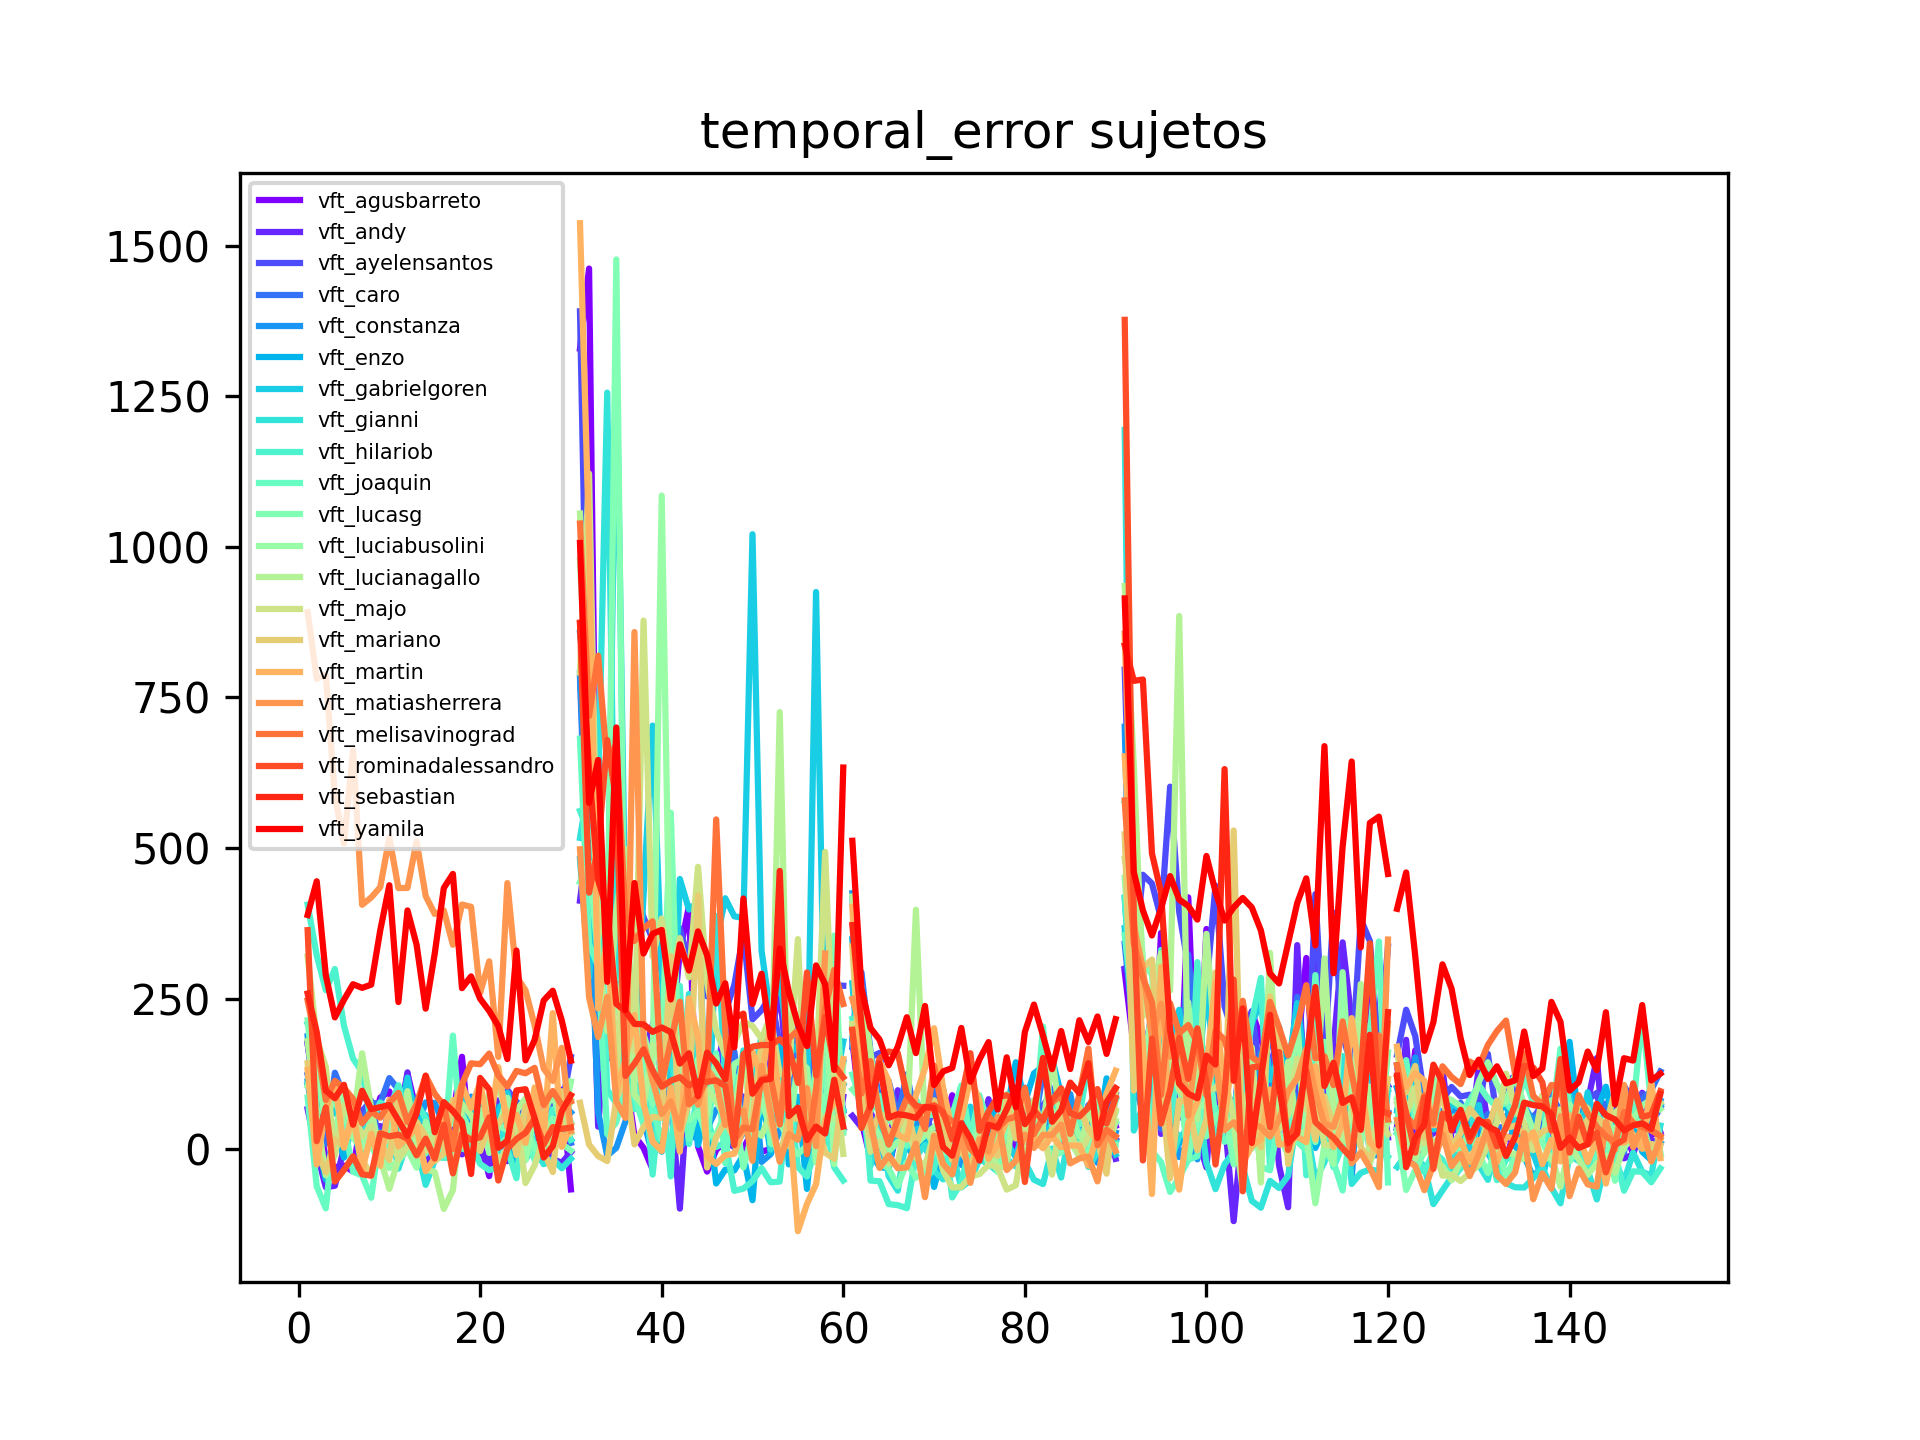 temporal_error sujetos
vft_agusbarreto
vft_andy
vft_ayelensantos
vft_caro
vft_constanza
vft_enzo
vft_gabrielgoren
vft_gianni
vft_hilariob
vft_joaquin
vft_lucasg
vft_luciabusolini
vft_lucianagallo
vft_majo
vft_mariano
vft_martin
vft_matiasherrera
vft_melisavinograd
vft_rominadalessandro
vft_sebastian
vft_yamila
1500
1250
1000
750
500
250
0
0 20 40 60 80 100 120 140